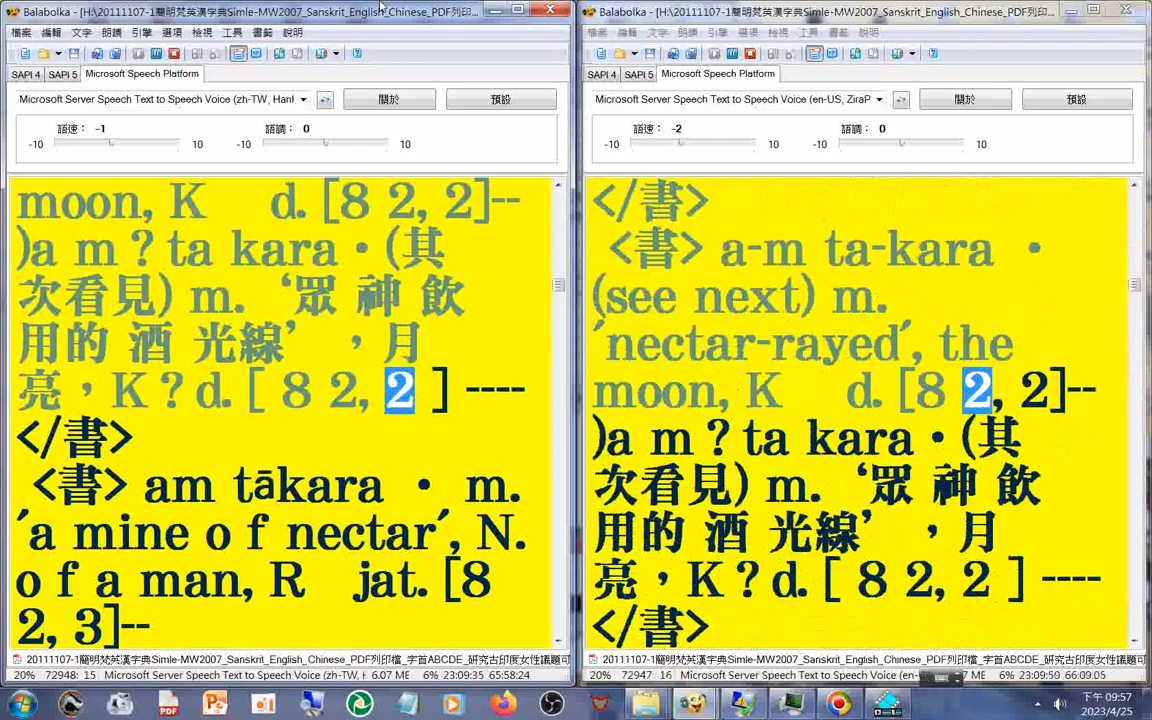 Balabolka - [H:\20111107-1簡明梵英漢字典Simle-MW2007_Sanskrit_English_Chinese_PDF列印...
檔案 編輯 文字 朗讀 引擎 選項 檢視 工具 書籤 說明
SAPI 4 SAPI 5 Microsoft Speech Platform
Microsoft Server Speech Text to Speech Voice (zh-TW, Hanl
關於 預設
語速： -1 語調： 0
-10 10 -10 10
moon, K d. [8 2, 2]--
)a m ? ta kara • (其
次看見) m. ‘眾 神 飲
用的 酒 光線’ ，月
亮，K ? d. [ 8 2, 2 ] ----
</書>
<書> am tākara • m.
'a mine o f nectar', N.
o f a man, R jat. [8
2, 3]--
20111107-1簡明梵英漢字典Simle-MW2007_Sanskrit_English_Chinese_PDF列印檔_字首ABCDE_研究古印度女性議題可
20% 72948: 15 Microsoft Server Speech Text to Speech Voice (zh-TW, H 6.07 MB 6% 23:09:35 65:58:24
Balabolka - [H:\20111107-1簡明梵英漢字典Simle-MW2007_Sanskrit_English_Chinese_PDF列印...
檔案 編輯 文字 朗讀 引擎 選項 檢視 工具 書籤 說明
SAPI 4 SAPI 5 Microsoft Speech Platform
Microsoft Server Speech Text to Speech Voice (en-US, ZiraP
關於 預設
語速： -2 語調： 0
-10 10 -10 10
</書>
<書> a-m ta-kara •
(see next) m.
'nectar-rayed', the
moon, K d. [8 2, 2]--
)a m ? ta kara • (其
次看見) m. ‘眾 神 飲
用的 酒 光線’ ，月
亮，K ? d. [ 8 2, 2 ] ----
</書>
20111107-1簡明梵英漢字典Simle-MW2007_Sanskrit_English_Chinese_PDF列印檔_字首ABCDE_研究古印度女性議題可
20% 72947 16 Microsoft Server Speech Text to Speech Voice (en-US, 6% 23:09:50 66:09:05
下午 09:57
2023/4/25